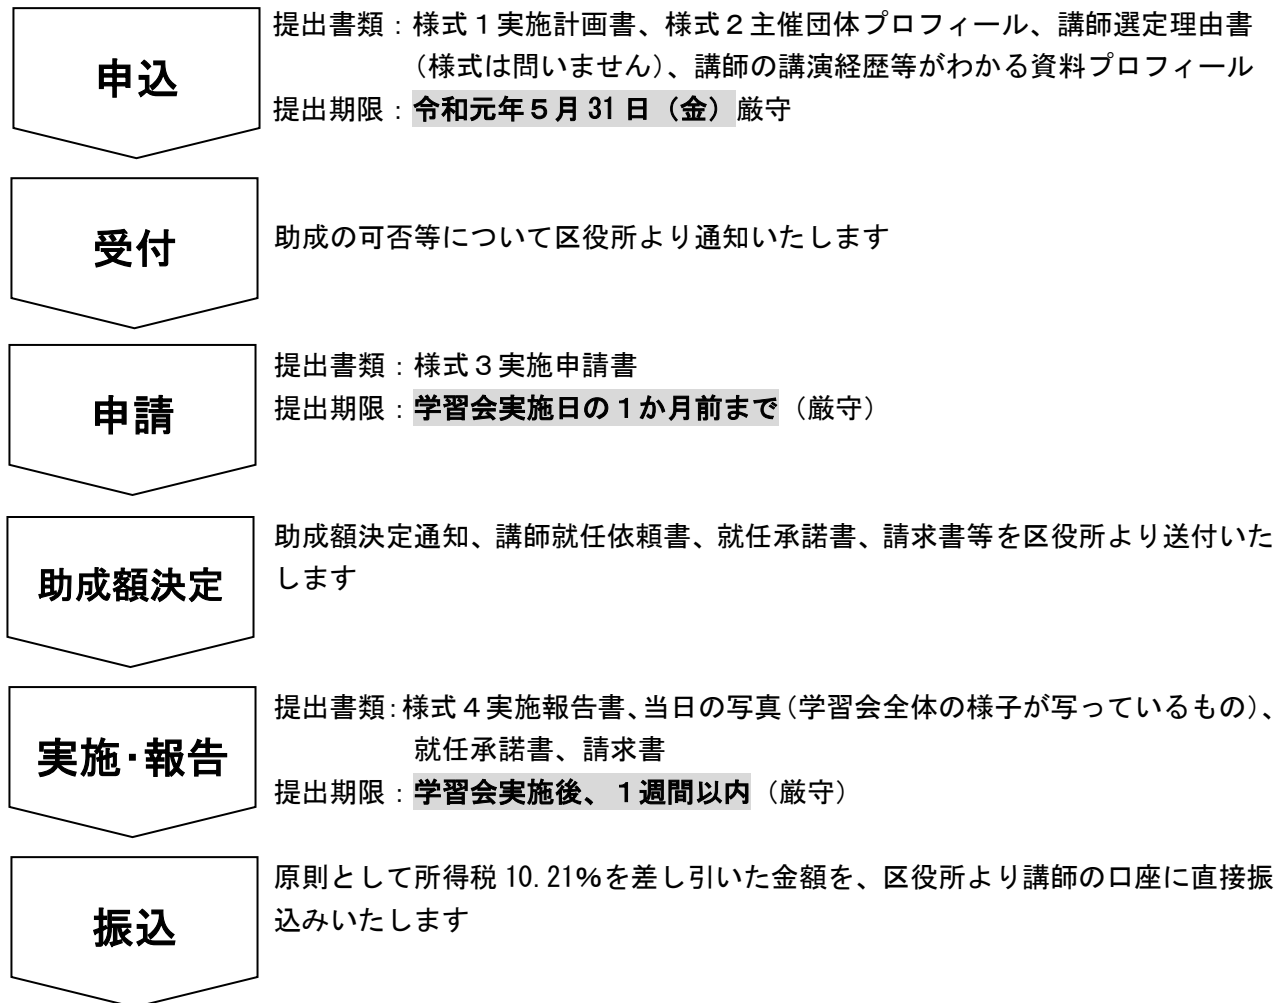 申込
提出書類：様式１実施計画書、様式２主催団体プロフィール、講師選定理由書
（様式は問いません）、講師の講演経歴等がわかる資料プロフィール
提出期限：令和元年５月 31 日（金）厳守
受付
助成の可否等について区役所より通知いたします
申請
提出書類：様式３実施申請書
提出期限：学習会実施日の１か月前まで（厳守）
助成額決定
助成額決定通知、講師就任依頼書、就任承諾書、請求書等を区役所より送付いた
します
実施・報告
提出書類：様式４実施報告書、当日の写真（学習会全体の様子が写っているもの）、
就任承諾書、請求書
提出期限：学習会実施後、１週間以内（厳守）
振込
原則として所得税 10.21％を差し引いた金額を、区役所より講師の口座に直接振
込みいたします